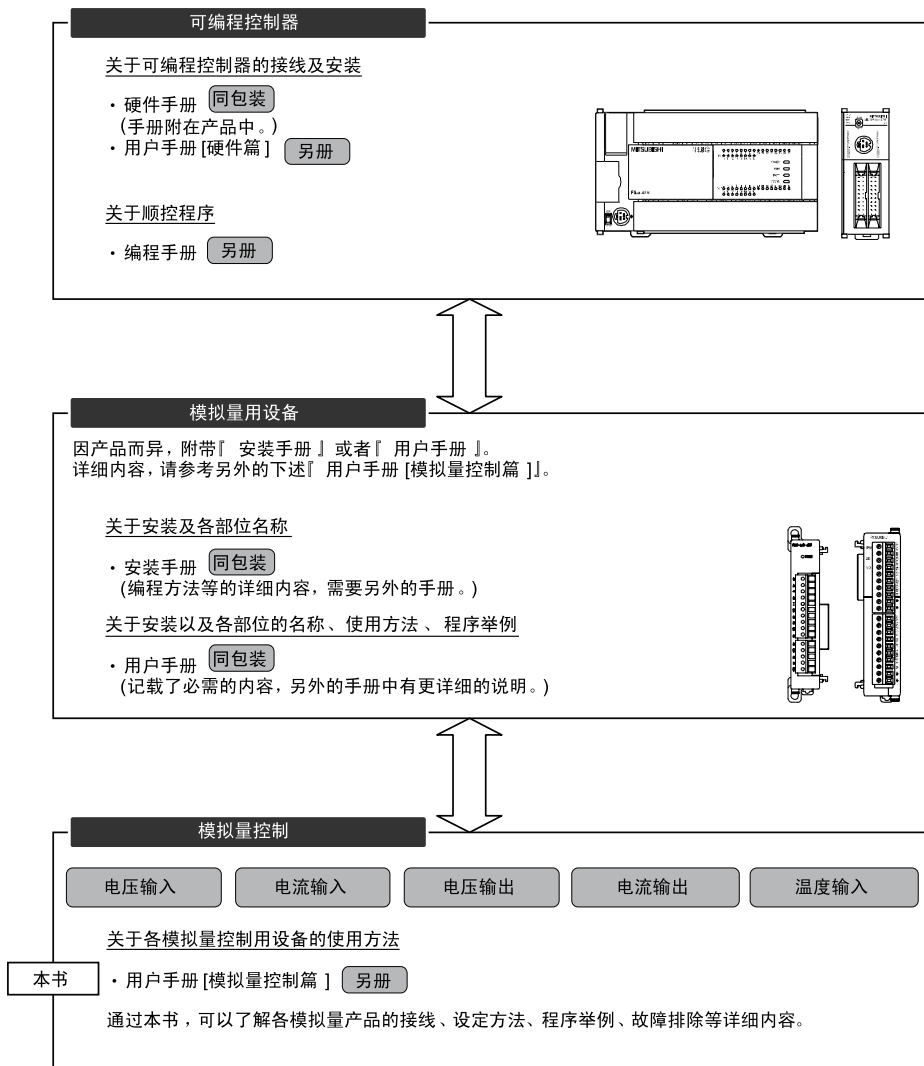 可编程控制器
关于可编程控制器的接线及安装
・硬件手册 同包装
(手册附在产品中。)
・用户手册[硬件篇] 另册
MITSUBISHI
关于顺控程序
・编程手册 另册
模拟量用设备
因产品而异,附带『 安装手册 』或者『 用户手册 』。
详细内容,请参考另外的下述『 用户手册 [模拟量控制篇 ]』。
关于安装及各部位名称
・安装手册 同包装
(编程方法等的详细内容,需要另外的手册。)
关于安装以及各部位的名称、使用方法 、程序举例
・用户手册 同包装
(记载了必需的内容,另外的手册中有更详细的说明。)
模拟量控制
电压输入 电流输入 电压输出 电流输出 温度输入
关于各模拟量控制用设备的使用方法
本书
・用户手册 [模拟量控制篇 ] 另册
通过本书,可以了解各模拟量产品的接线、设定方法、程序举例、故障排除等详细内容。